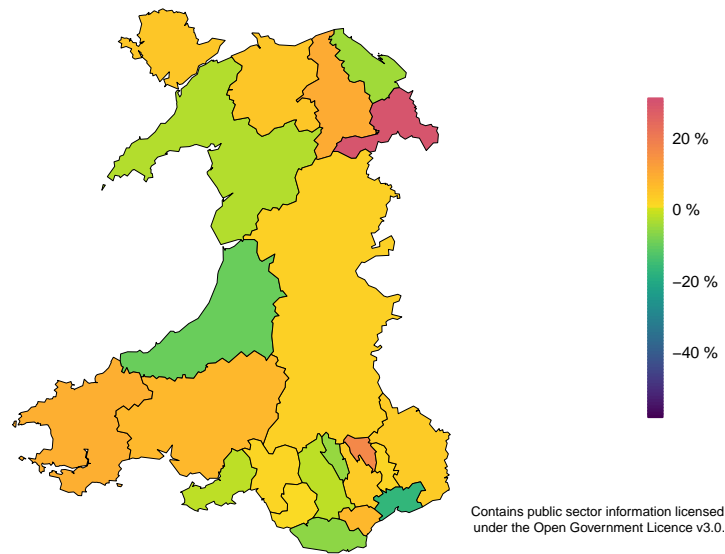 20 %
0 %
−20 %
−40 %
Contains public sector information licensed
under the Open Government Licence v3.0.